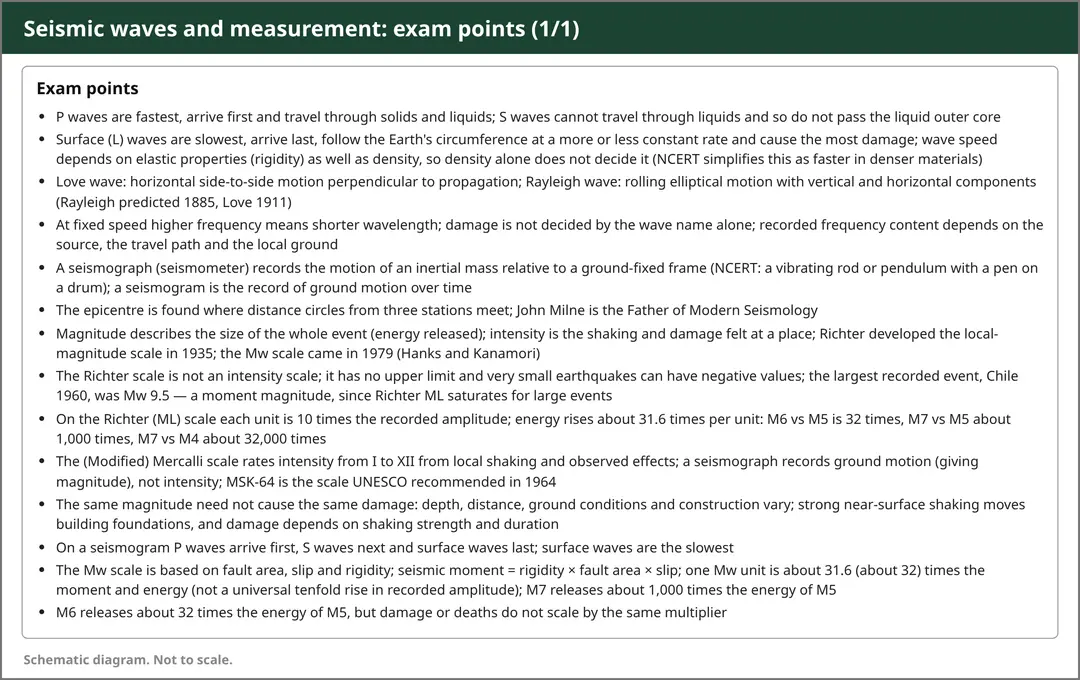 Seismic waves and measurement: exam points (1/1)
Exam points
• P waves are fastest, arrive first and travel through solids and liquids; S waves cannot travel through liquids and so do not pass the liquid outer core
• Surface (L) waves are slowest, arrive last, follow the Earth's circumference at a more or less constant rate and cause the most damage; wave speed
depends on elastic properties (rigidity) as well as density, so density alone does not decide it (NCERT simplifies this as faster in denser materials)
• Love wave: horizontal side-to-side motion perpendicular to propagation; Rayleigh wave: rolling elliptical motion with vertical and horizontal components
(Rayleigh predicted 1885, Love 1911)
• At fixed speed higher frequency means shorter wavelength; damage is not decided by the wave name alone; recorded frequency content depends on the
source, the travel path and the local ground
• A seismograph (seismometer) records the motion of an inertial mass relative to a ground-fixed frame (NCERT: a vibrating rod or pendulum with a pen on
a drum); a seismogram is the record of ground motion over time
• The epicentre is found where distance circles from three stations meet; John Milne is the Father of Modern Seismology
• Magnitude describes the size of the whole event (energy released); intensity is the shaking and damage felt at a place; Richter developed the local-
magnitude scale in 1935; the Mw scale came in 1979 (Hanks and Kanamori)
• The Richter scale is not an intensity scale; it has no upper limit and very small earthquakes can have negative values; the largest recorded event, Chile
1960, was Mw 9.5 — a moment magnitude, since Richter ML saturates for large events
• On the Richter (ML) scale each unit is 10 times the recorded amplitude; energy rises about 31.6 times per unit: M6 vs M5 is 32 times, M7 vs M5 about
1,000 times, M7 vs M4 about 32,000 times
• The (Modified) Mercalli scale rates intensity from I to XII from local shaking and observed effects; a seismograph records ground motion (giving
magnitude), not intensity; MSK-64 is the scale UNESCO recommended in 1964
• The same magnitude need not cause the same damage: depth, distance, ground conditions and construction vary; strong near-surface shaking moves
building foundations, and damage depends on shaking strength and duration
• On a seismogram P waves arrive first, S waves next and surface waves last; surface waves are the slowest
• The Mw scale is based on fault area, slip and rigidity; seismic moment = rigidity × fault area × slip; one Mw unit is about 31.6 (about 32) times the
moment and energy (not a universal tenfold rise in recorded amplitude); M7 releases about 1,000 times the energy of M5
• M6 releases about 32 times the energy of M5, but damage or deaths do not scale by the same multiplier
Schematic diagram. Not to scale.